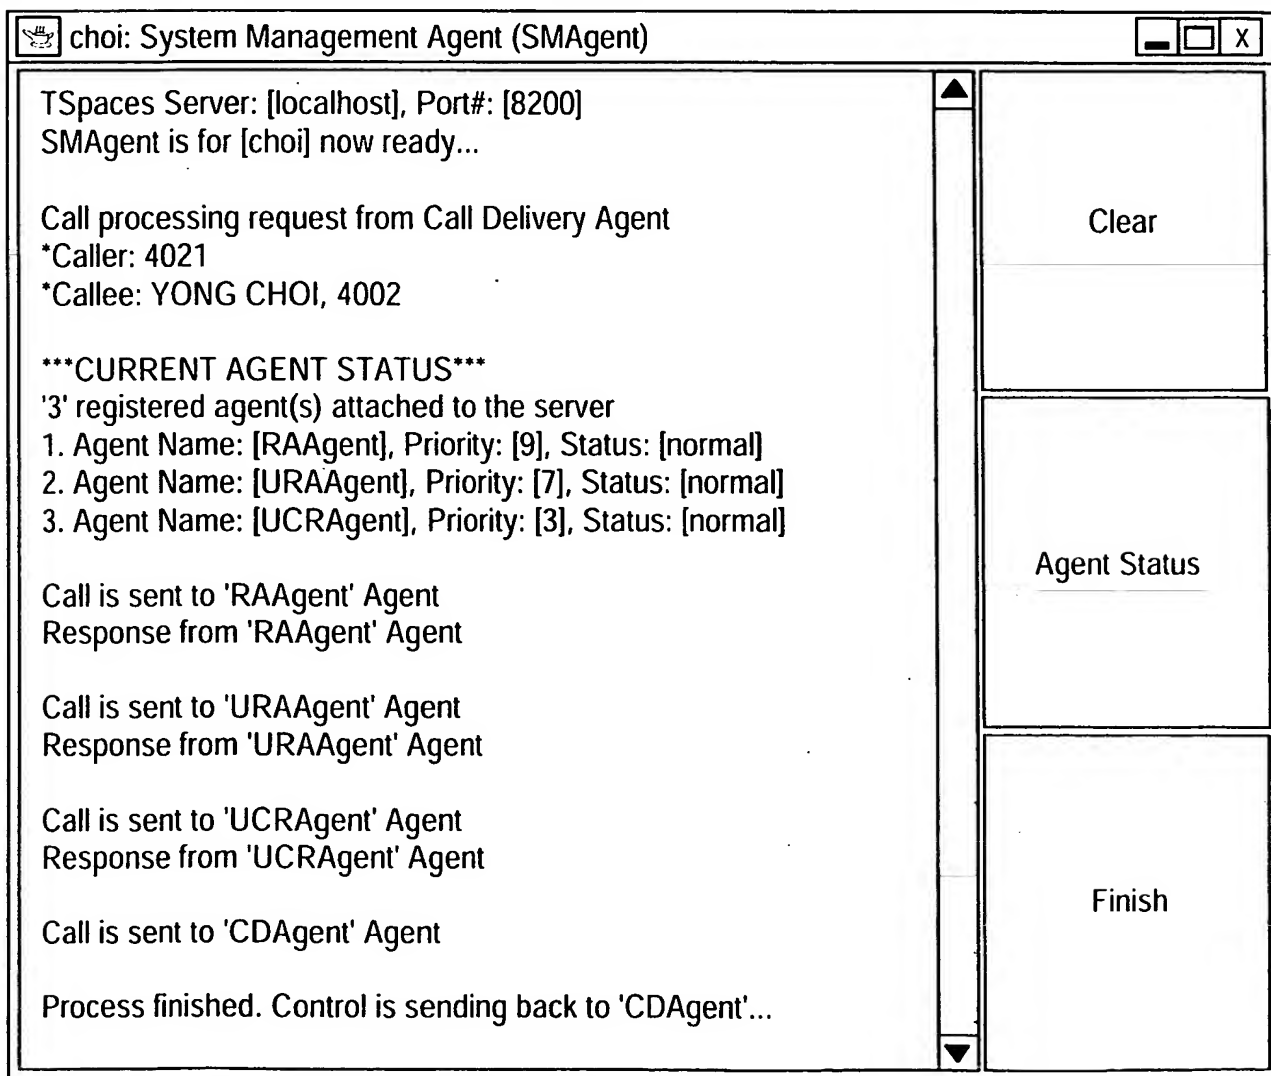 choi: System Management Agent (SMAgent)
X
TSpaces Server: [localhost], Port#: [8200]
SMAgent is for [choi] now ready...
Call processing request from Call Delivery Agent
*Caller: 4021
*Callee: YONG CHOI, 4002
***CURRENT AGENT STATUS***
'3' registered agent(s) attached to the server
1. Agent Name: [RAAgent], Priority: [9], Status: [normal]
2. Agent Name: [URAAgent], Priority: [7], Status: [normal]
3. Agent Name: [UCRAgent], Priority: [3], Status: [normal]
Call is sent to 'RAAgent' Agent
Response from 'RAAgent' Agent
Call is sent to 'URAAgent' Agent
Response from 'URAAgent' Agent
Call is sent to 'UCRAgent' Agent
Response from 'UCRAgent' Agent
Call is sent to 'CDAgent' Agent
Process finished. Control is sending back to 'CDAgent'...
Clear
Agent Status
Finish